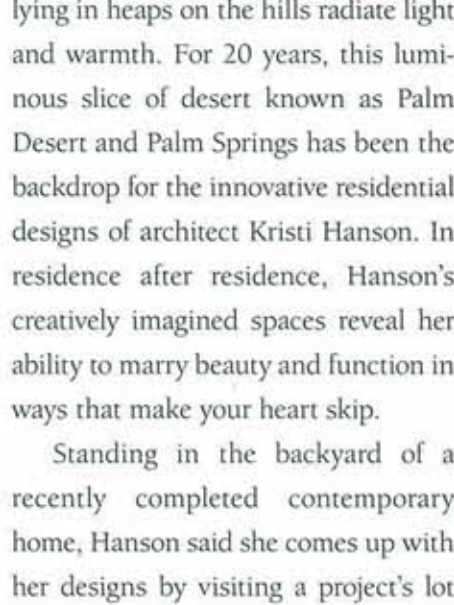 lying in heaps on the hills radiate light
and warmth. For 20 years, this lumi-
nous slice of desert known as Palm
Desert and Palm Springs has been the
backdrop for the innovative residential
designs of architect Kristi Hanson. In
residence after residence, Hanson's
creatively imagined spaces reveal her
ability to marry beauty and function in
ways that make your heart skip.
Standing in the backyard of a
recently completed contemporary
home, Hanson said she comes up with
her designs by visiting a project's lot